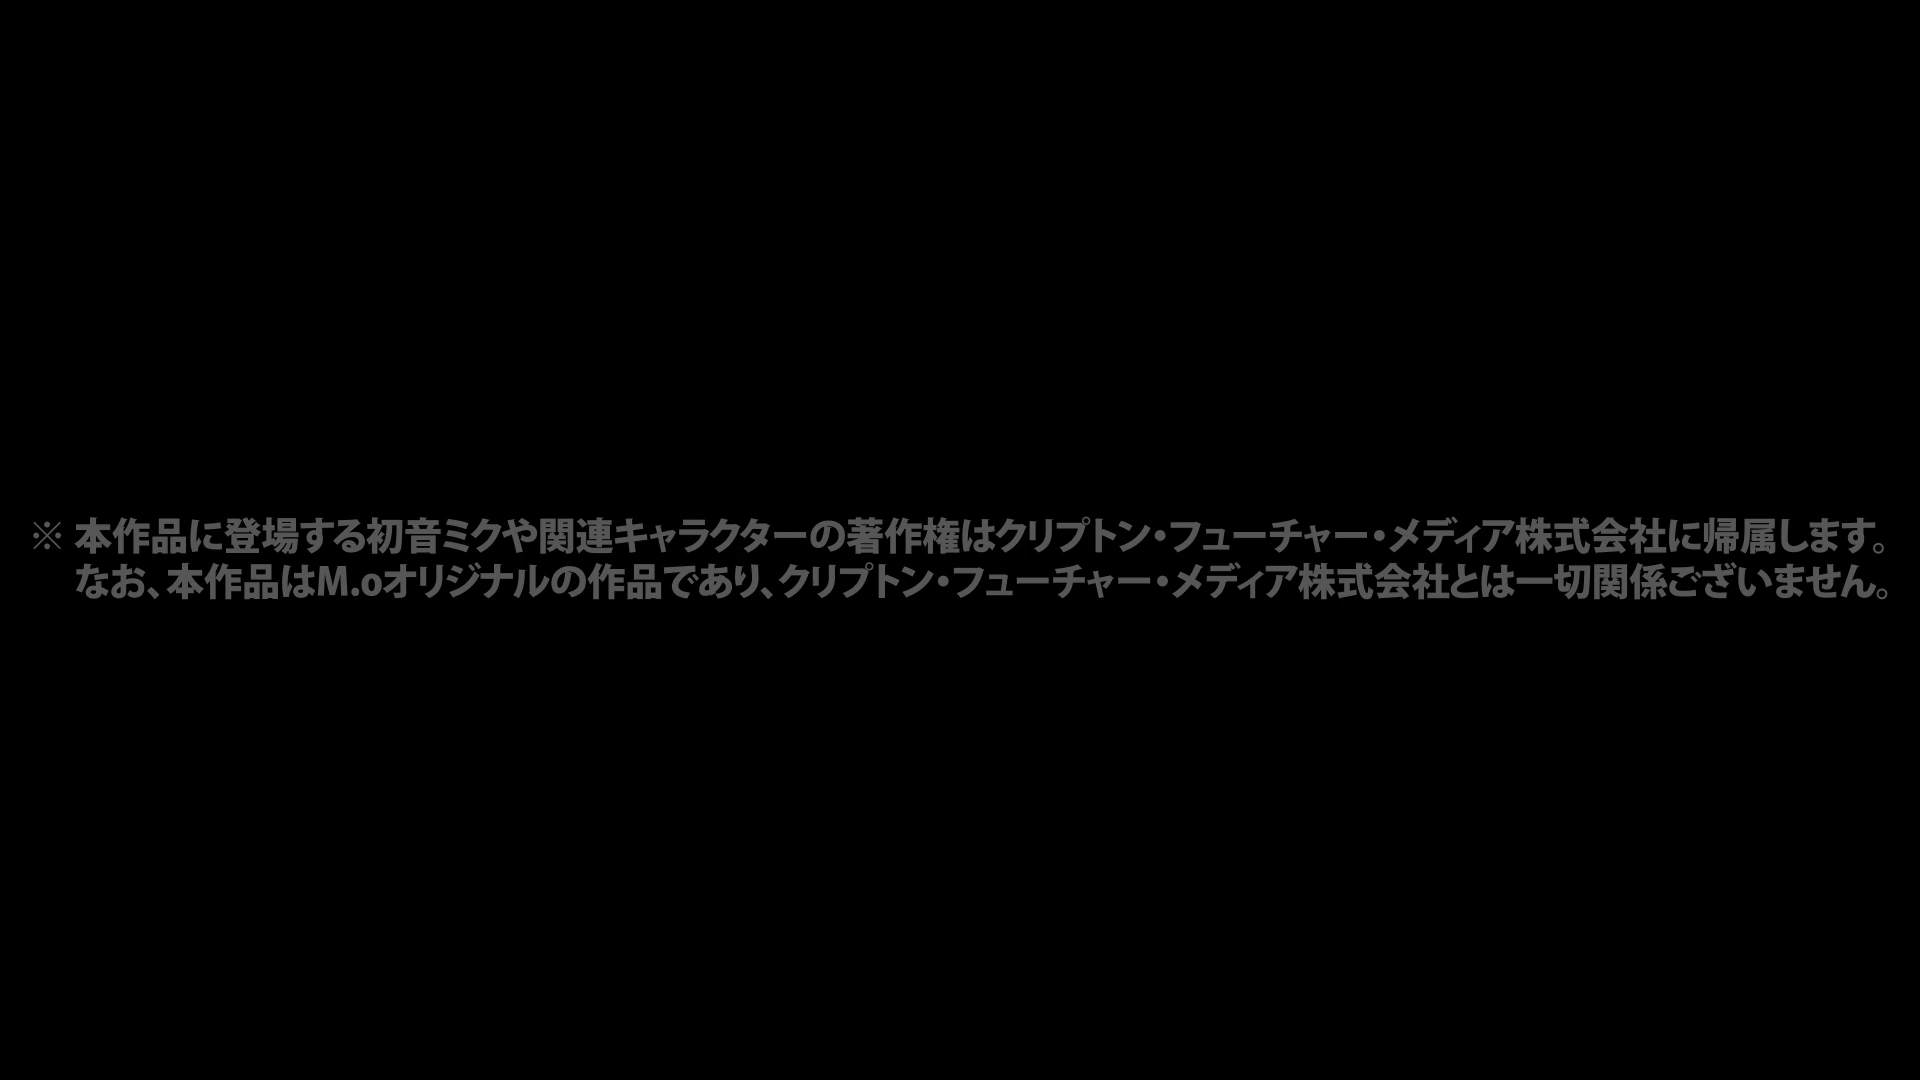 ※ 本作品に登場する初音ミクや関連キャラクターの著作権はクリプトン・フューチャー・メディア株式会社に帰属します。
なお、本作品はM.oオリジナルの作品であり、クリプトン・フューチャー・メディア株式会社とは一切関係ございません。